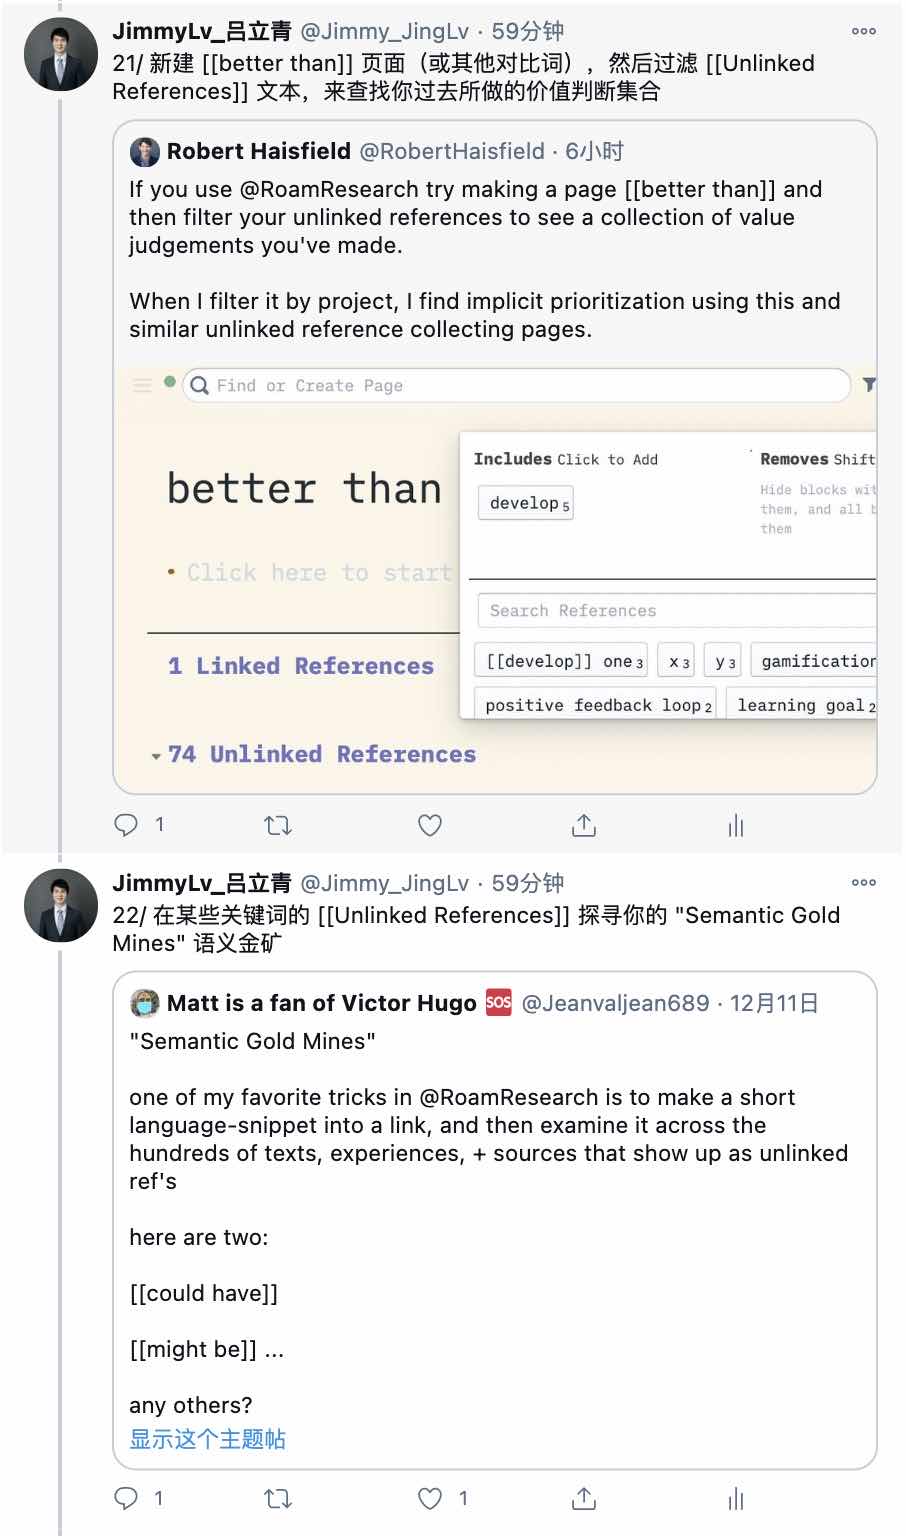 JimmyLv_吕立青 @Jimmy_JingLv · 59分钟
21/ 新建 [[better than]] 页面（或其他对比词），然后过滤 [[Unlinked
References]] 文本，来查找你过去所做的价值判断集合
Robert Haisfield @RobertHaisfield · 6小时
If you use @RoamResearch try making a page [[better than]] and
then filter your unlinked references to see a collection of value
judgements you've made.
When I filter it by project, I find implicit prioritization using this and
similar unlinked reference collecting pages.
Find or Create Page
Includes Click to Add
Removes Shift
better than
develop 5
Hide blocks wit
them, and all b
them
Click here to start
Search References
1 Linked References
[[develop]] one 3 x 3 y 3 gamification
positive feedback loop 2 learning goal 2
74 Unlinked References
1
JimmyLv_吕立青 @Jimmy_JingLv · 59分钟
22/ 在某些关键词的 [[Unlinked References]] 探寻你的 "Semantic Gold
Mines" 语义金矿
Matt is a fan of Victor Hugo 🆘 @Jeanvaljean689 · 12月11日
"Semantic Gold Mines"
one of my favorite tricks in @RoamResearch is to make a short
language-snippet into a link, and then examine it across the
hundreds of texts, experiences, + sources that show up as unlinked
ref's
here are two:
[[could have]]
[[might be]] ...
any others?
显示这个主题帖
1 1